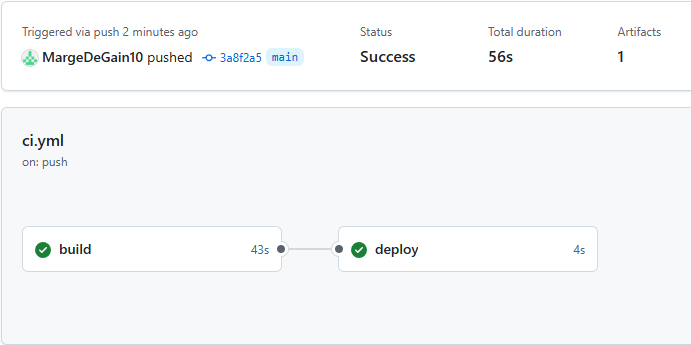 Triggered via push 2 minutes ago
Status
Total duration
Artifacts
MargeDeGain10 pushed 3a8f2a5 main
Success
56s
1
ci.yml
on: push
build 43s
deploy 4s